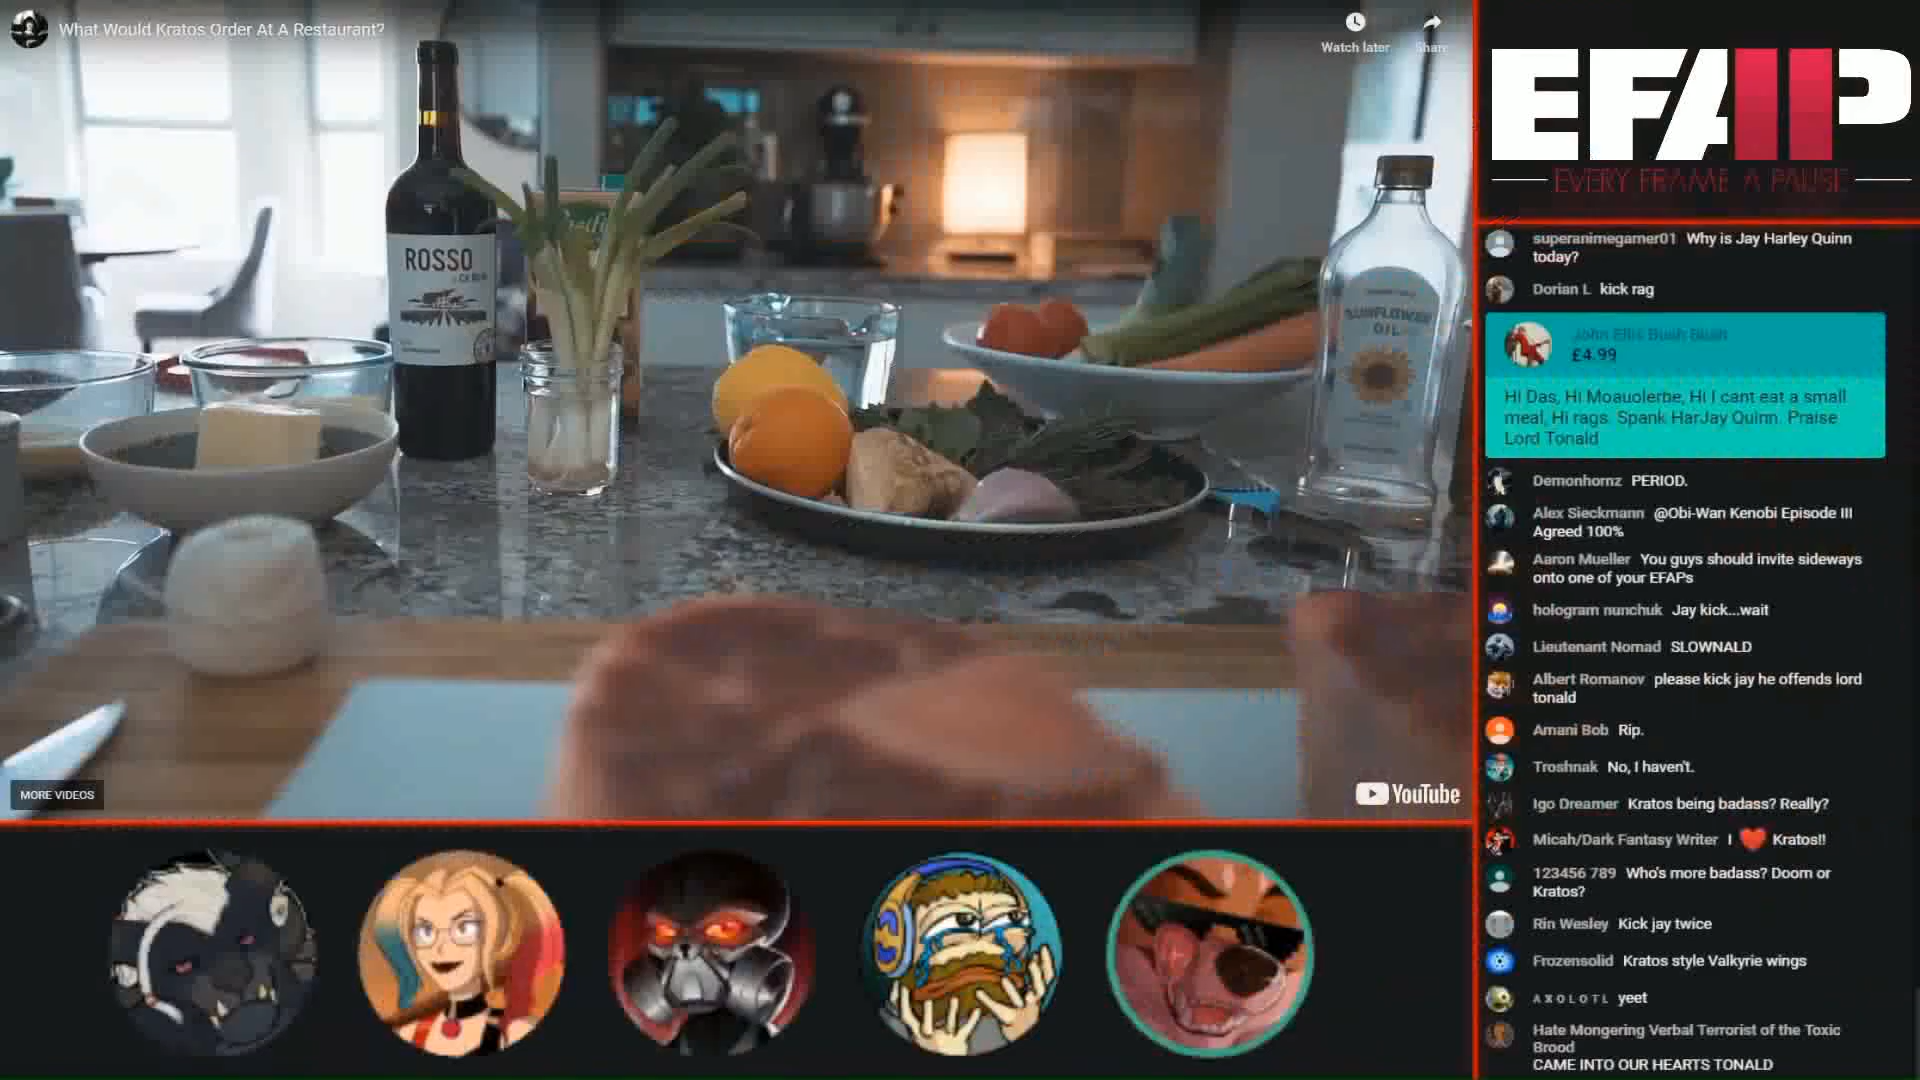 What Would Kratos Order At A Restaurant?
Watch later
Share
ROSSO
SUNFLOWER
OIL
MORE VIDEOS
YouTube
EFAP
EVERY FRAME A PAUSE
superanimegamer01 Why is Jay Harley Quinn
today?
Dorian L kick rag
John Ellis Bush Bush
£4.99
Hi Das, Hi Moauolerbe, Hi I cant eat a small
meal, Hi rags. Spank HarJay Quinn. Praise
Lord Tonald
Demonhornz PERIOD.
Alex Sieckmann @Obi-Wan Kenobi Episode III
Agreed 100%
Aaron Mueller You guys should invite sideways
onto one of your EFAPs
hologram nunchuk Jay kick...wait
Lieutenant Nomad SLOWNALD
Albert Romanov please kick jay he offends lord
tonald
Amani Bob Rip.
Troshnak No, I haven't.
Igo Dreamer Kratos being badass? Really?
Micah/Dark Fantasy Writer I ❤ Kratos!!
123456 789 Who's more badass? Doom or
Kratos?
Rin Wesley Kick jay twice
Frozensolid Kratos style Valkyrie wings
A X O L O T L yeet
Hate Mongering Verbal Terrorist of the Toxic
Brood
CAME INTO OUR HEARTS TONALD